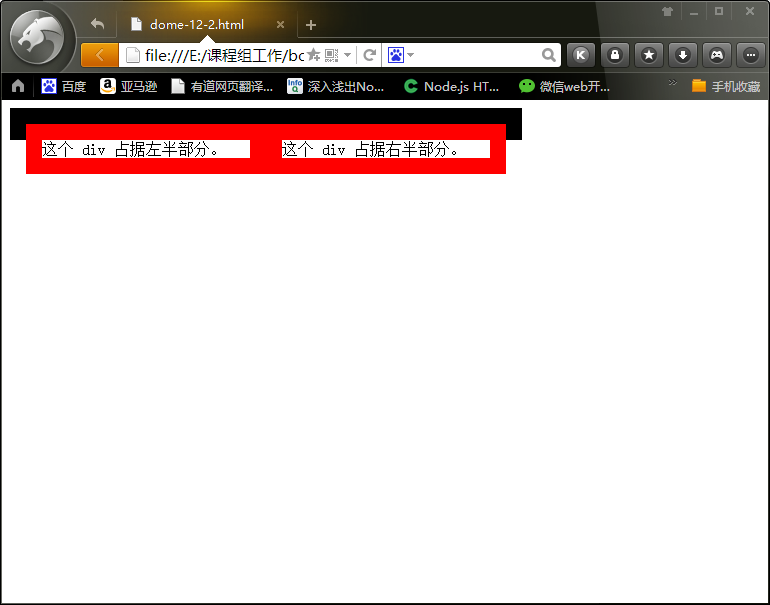 dome-12-2.html
file:///E:/课程组工作/bc
K
百度 亚马逊 有道网页翻译... 深入浅出No... Node.js HT... 微信web开... 手机收藏
这个 div 占据左半部分。 这个 div 占据右半部分。